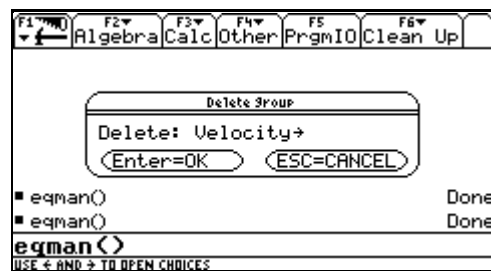 F1▼ F2▼ F3▼ F4▼ F5 F6▼
Algebra Calc Other PrgmIO Clean Up
Delete group
Delete: Velocity→
Enter=OK ESC=CANCEL
▪ eqman() Done
▪ eqman() Done
eqman()
USE ← AND → TO OPEN CHOICES